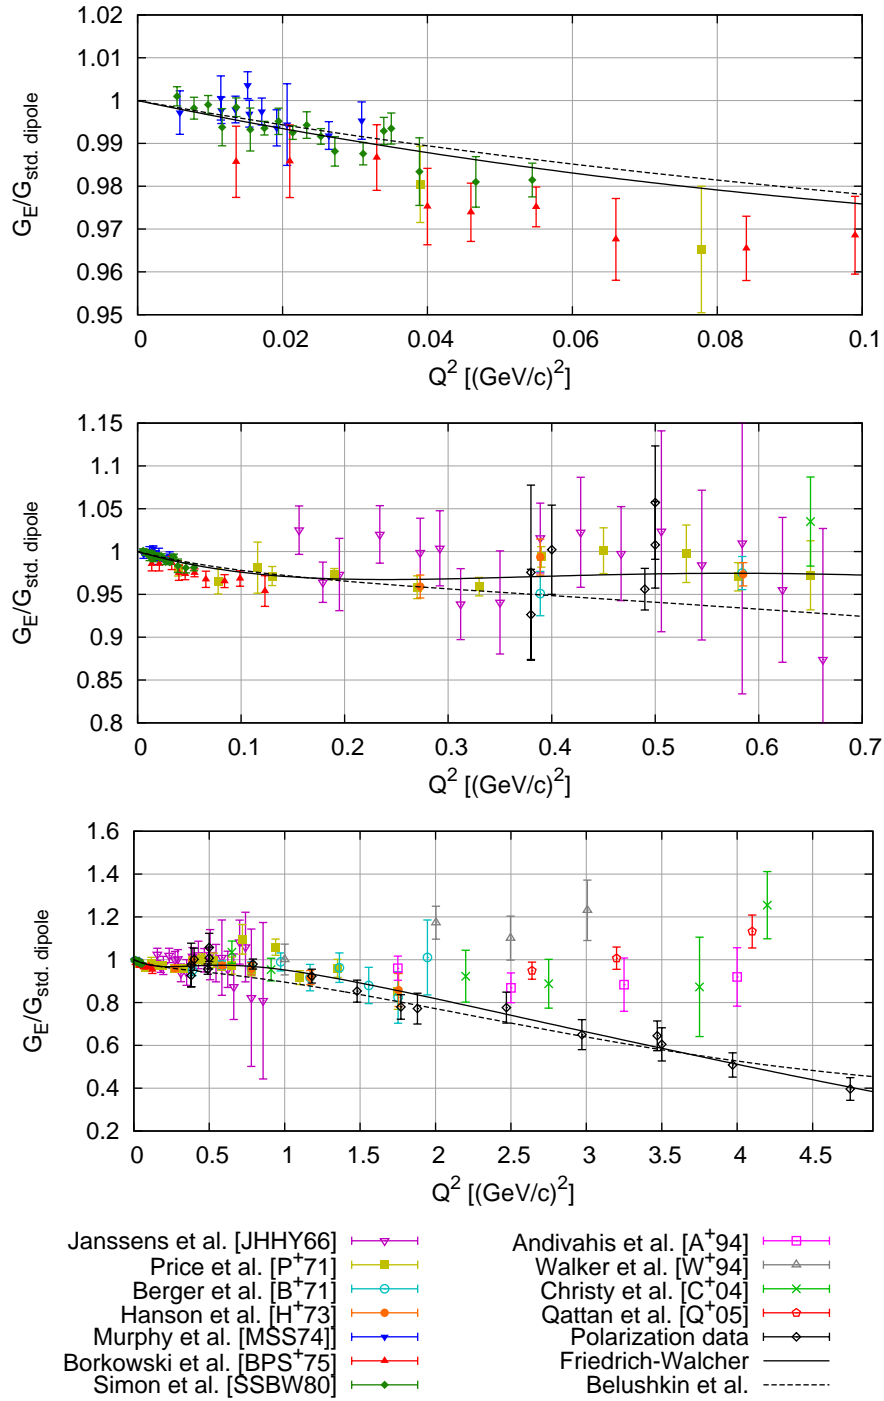 1.02
1.01
1
0.99
0.98
0.97
0.96
0.95
G_E/G_std. dipole
0 0.02 0.04 0.06 0.08 0.1
Q^2 [(GeV/c)^2]
1.15
1.1
1.05
1
0.95
0.9
0.85
0.8
G_E/G_std. dipole
0 0.1 0.2 0.3 0.4 0.5 0.6 0.7
Q^2 [(GeV/c)^2]
1.6
1.4
1.2
1
0.8
0.6
0.4
0.2
G_E/G_std. dipole
0 0.5 1 1.5 2 2.5 3 3.5 4 4.5
Q^2 [(GeV/c)^2]
Janssens et al. [JHHY66]
Price et al. [P^+71]
Berger et al. [B^+71]
Hanson et al. [H^+73]
Murphy et al. [MSS74]]
Borkowski et al. [BPS^+75]
Simon et al. [SSBW80]
Andivahis et al. [A^+94]
Walker et al. [W^+94]
Christy et al. [C^+04]
Qattan et al. [Q^+05]
Polarization data
Friedrich-Walcher
Belushkin et al.